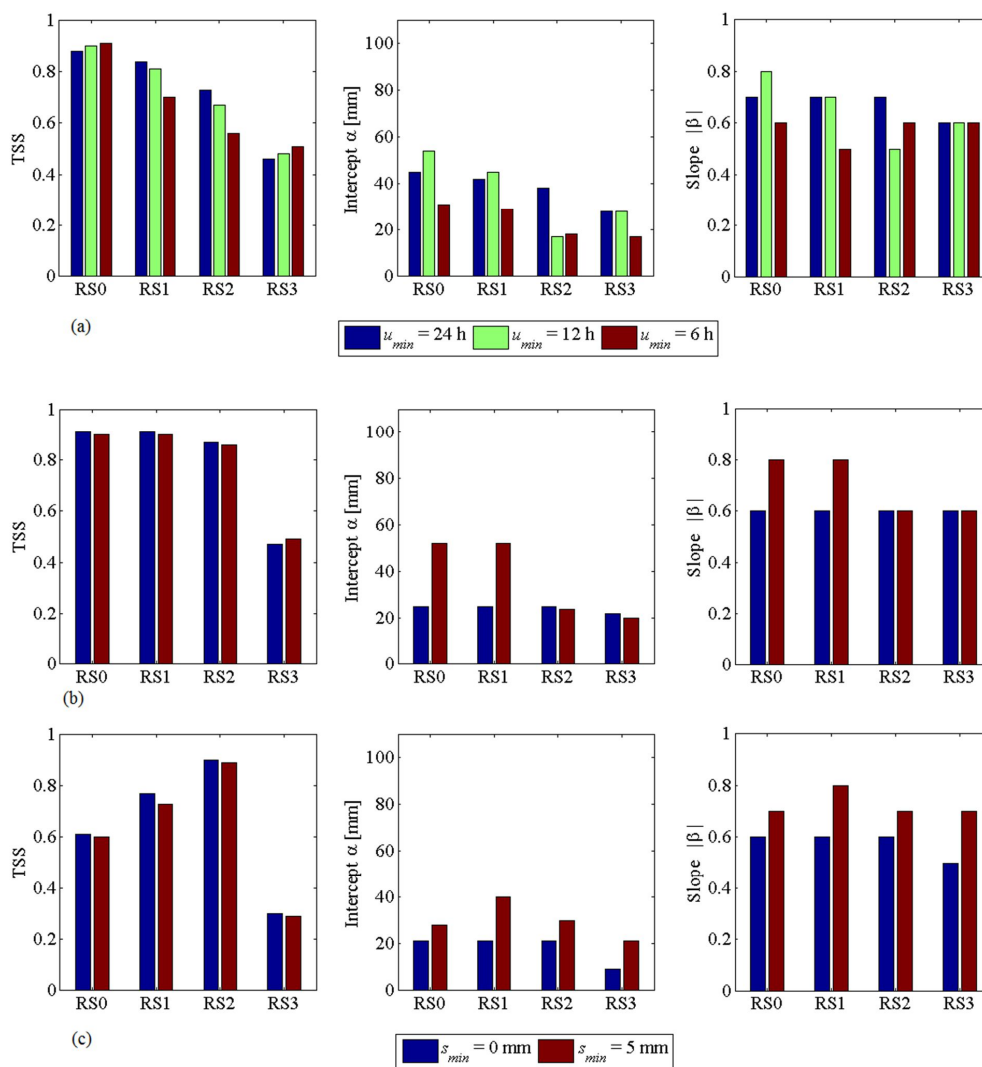 1
0.8
0.6
0.4
0.2
0
TSS
RS0 RS1 RS2 RS3
100
80
60
40
20
0
Intercept α [mm]
RS0 RS1 RS2 RS3
1
0.8
0.6
0.4
0.2
0
Slope |β|
RS0 RS1 RS2 RS3
(a)
u_min = 24 h u_min = 12 h u_min = 6 h
1
0.8
0.6
0.4
0.2
0
TSS
RS0 RS1 RS2 RS3
100
80
60
40
20
0
Intercept α [mm]
RS0 RS1 RS2 RS3
1
0.8
0.6
0.4
0.2
0
Slope |β|
RS0 RS1 RS2 RS3
(b)
1
0.8
0.6
0.4
0.2
0
TSS
RS0 RS1 RS2 RS3
100
80
60
40
20
0
Intercept α [mm]
RS0 RS1 RS2 RS3
1
0.8
0.6
0.4
0.2
0
Slope |β|
RS0 RS1 RS2 RS3
(c)
s_min = 0 mm s_min = 5 mm